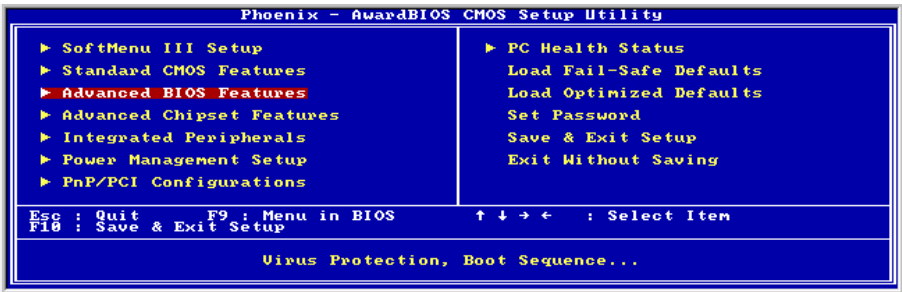 Phoenix - AwardBIOS CMOS Setup Utility
▶ SoftMenu III Setup
▶ Standard CMOS Features
▶ Advanced BIOS Features
▶ Advanced Chipset Features
▶ Integrated Peripherals
▶ Power Management Setup
▶ PnP/PCI Configurations
▶ PC Health Status
Load Fail-Safe Defaults
Load Optimized Defaults
Set Password
Save & Exit Setup
Exit Without Saving
Esc : Quit F9 : Menu in BIOS ↑ ↓ → ← : Select Item
F10 : Save & Exit Setup
Virus Protection, Boot Sequence...